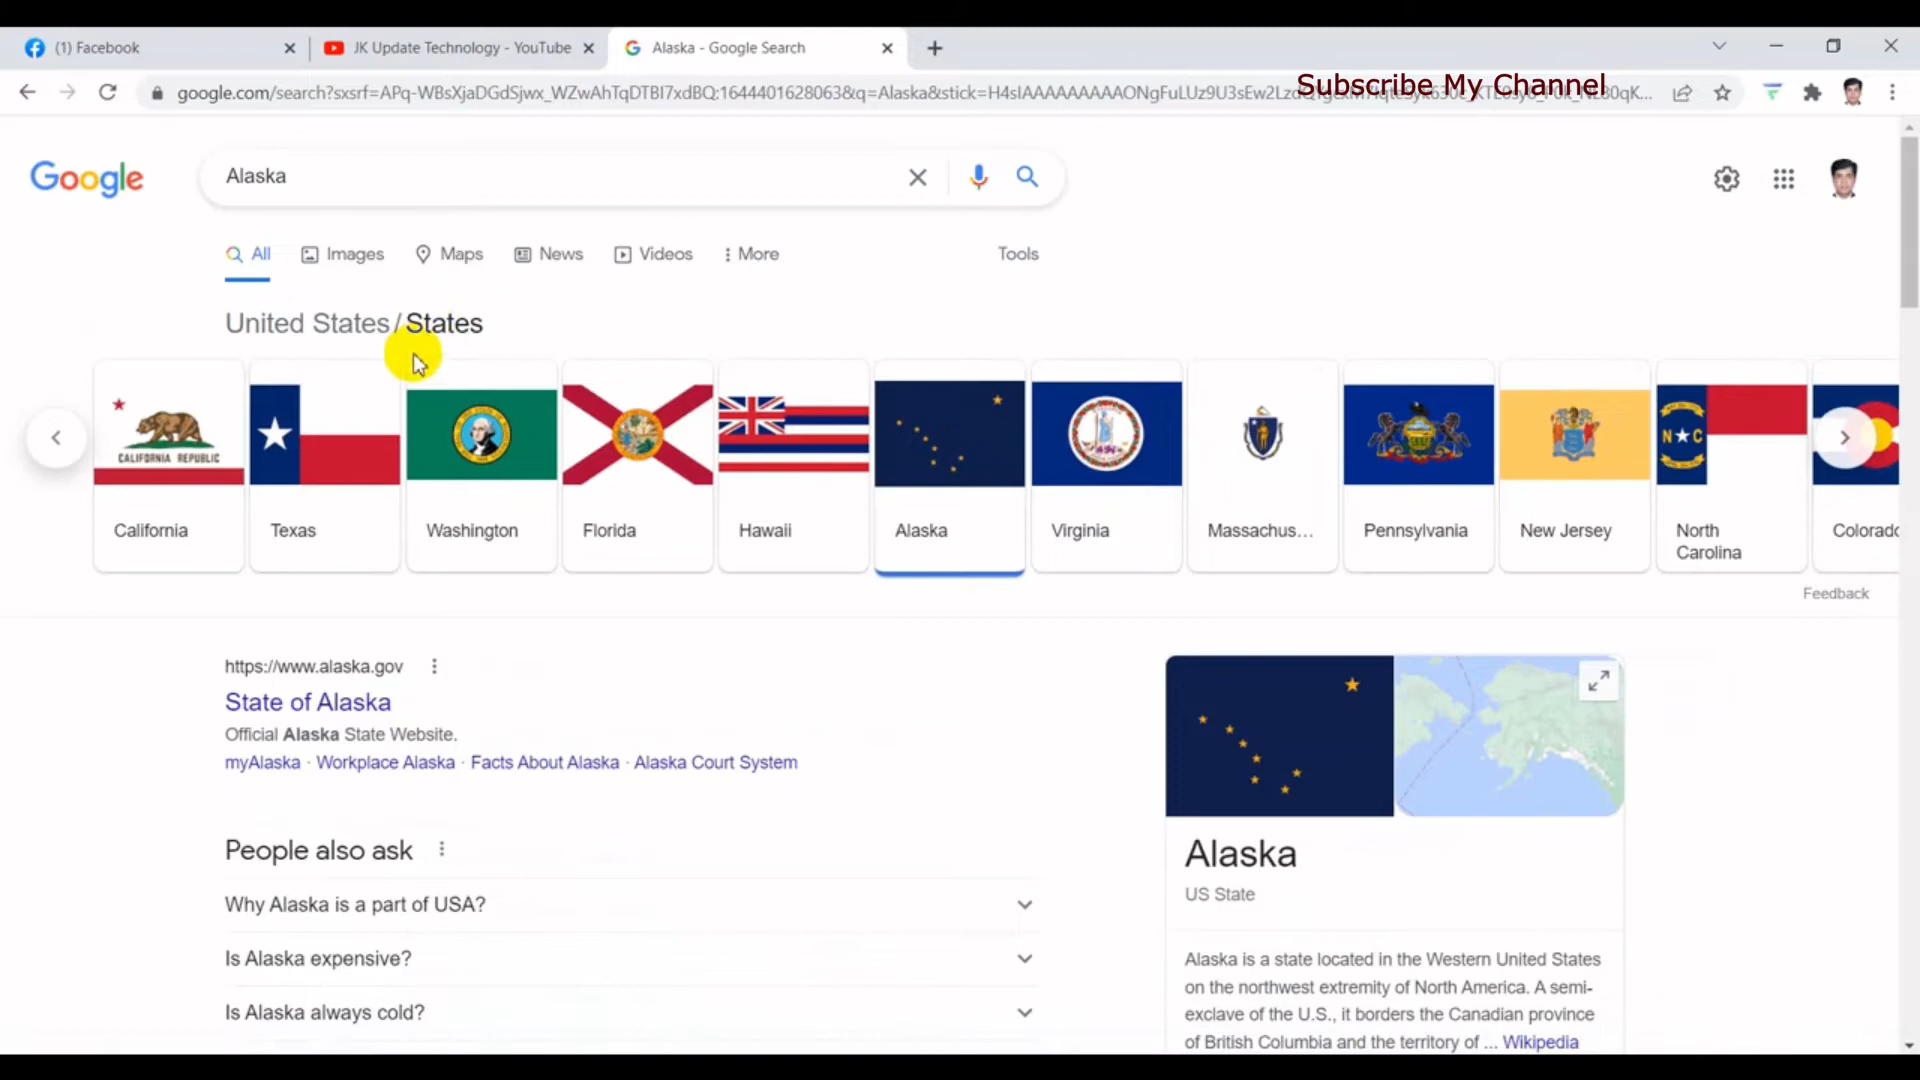 (1) Facebook
JK Update Technology - YouTube
Alaska - Google Search
Subscribe My Channel
Google
Alaska
All
Images
Maps
News
Videos
More
Tools
United States / States
CALIFORNIA REPUBLIC
N C
California
Texas
Washington
Florida
Hawaii
Alaska
Virginia
Massachus...
Pennsylvania
New Jersey
North
Carolina
Colorado
Feedback
https://www.alaska.gov
State of Alaska
Official Alaska State Website.
myAlaska · Workplace Alaska · Facts About Alaska · Alaska Court System
People also ask
Why Alaska is a part of USA?
Is Alaska expensive?
Is Alaska always cold?
Alaska
US State
Alaska is a state located in the Western United States
on the northwest extremity of North America. A semi-
exclave of the U.S., it borders the Canadian province
of British Columbia and the territory of ... Wikipedia